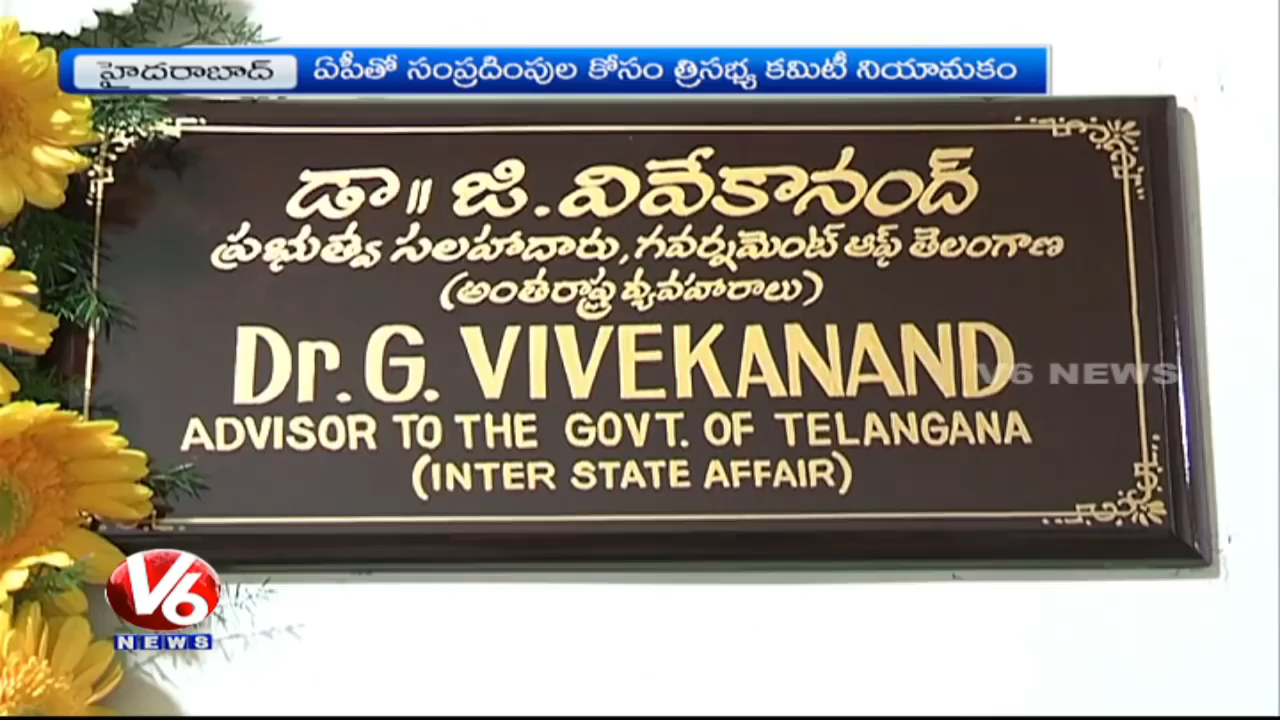 హైదరాబాద్ ఏపీతో సంప్రదింపుల కోసం త్రిసభ్య కమిటీ నియామకం
డా॥ జి. వివేకానంద్
ప్రభుత్వ సలహాదారు, గవర్నమెంట్ ఆఫ్ తెలంగాణ
(అంతర్రాష్ట్ర వ్యవహారాలు)
Dr. G. VIVEKANAND
V6 NEWS
ADVISOR TO THE GOVT. OF TELANGANA
(INTER STATE AFFAIR)
V6
NEWS